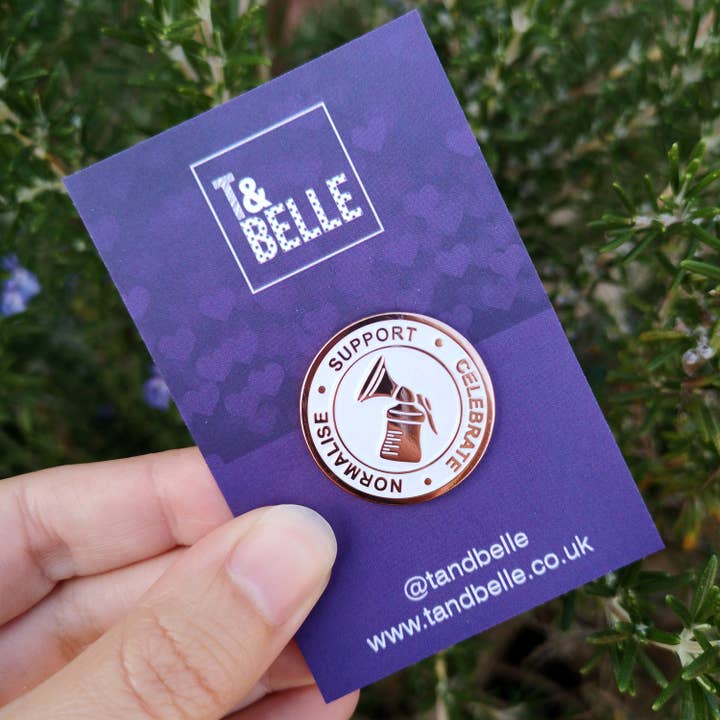 T&
BELLE
SUPPORT • CELEBRATE • NORMALISE •
@tandbelle
www.tandbelle.co.uk